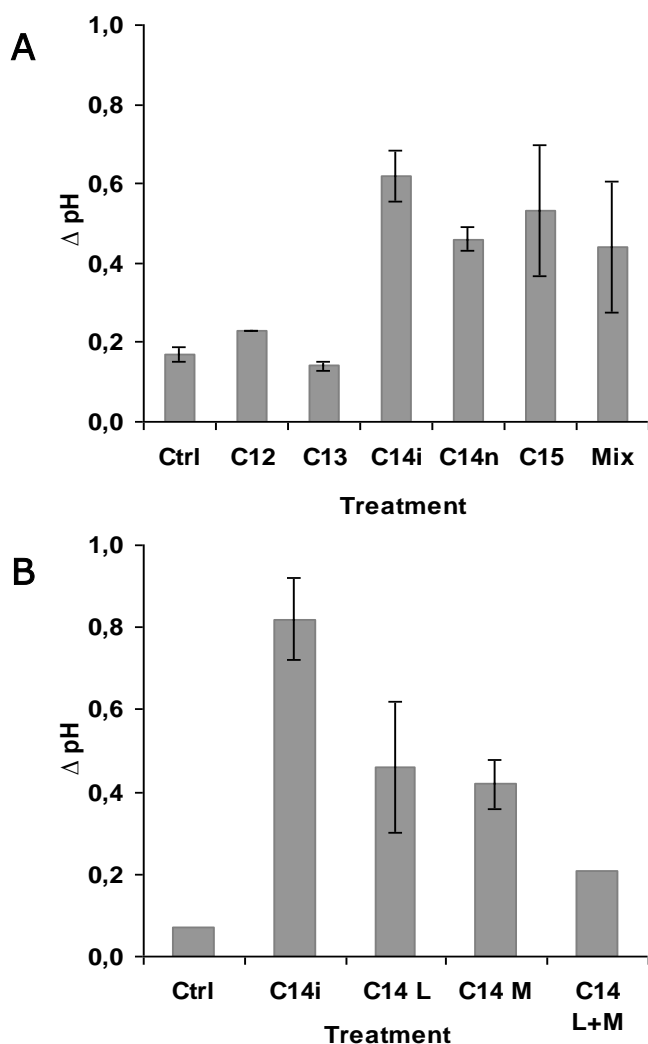 A
1,0
0,8
0,6
0,4
0,2
0,0
Δ pH
Ctrl C12 C13 C14i C14n C15 Mix
Treatment
B
1,0
0,8
0,6
0,4
0,2
0,0
Δ pH
Ctrl C14i C14 L C14 M C14
L+M
Treatment